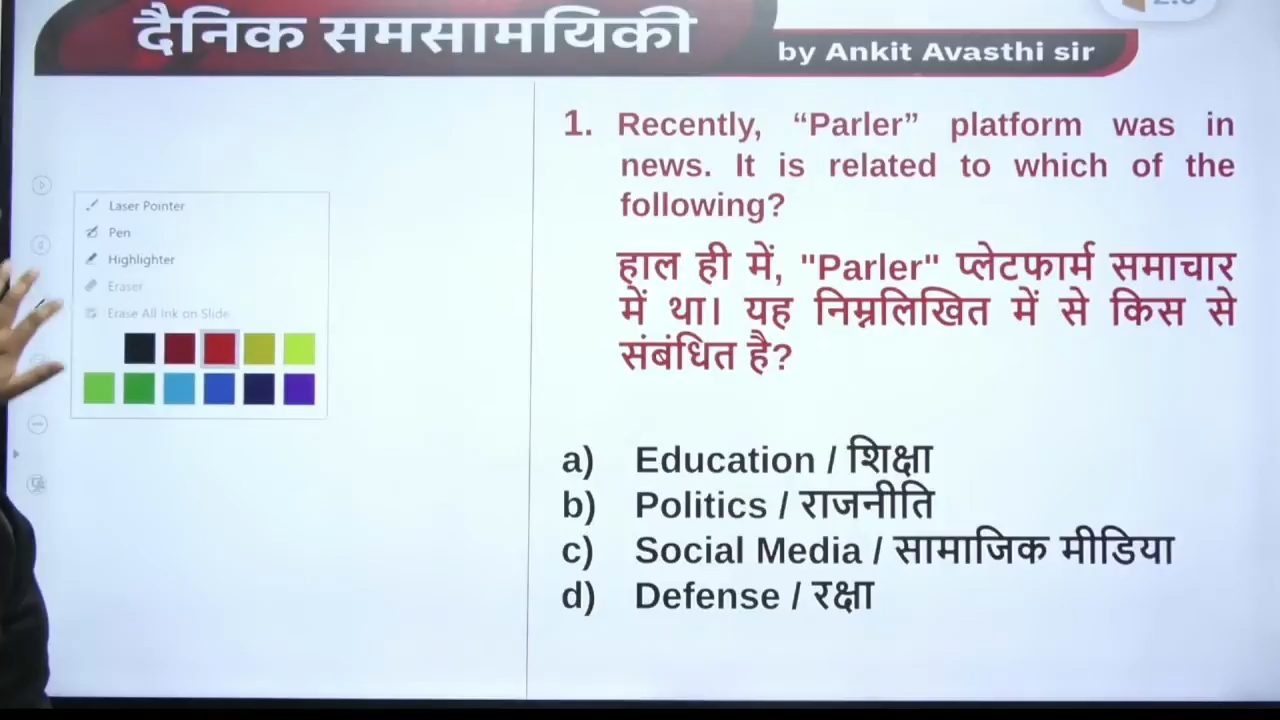 दैनिक समसामयिकी
by Ankit Avasthi sir
1. Recently, “Parler” platform was in
news. It is related to which of the
following?
हाल ही में, "Parler" प्लेटफार्म समाचार
में था। यह निम्नलिखित में से किस से
संबंधित है?
a) Education / शिक्षा
b) Politics / राजनीति
c) Social Media / सामाजिक मीडिया
d) Defense / रक्षा
Laser Pointer
Pen
Highlighter
Eraser
Erase All Ink on Slide